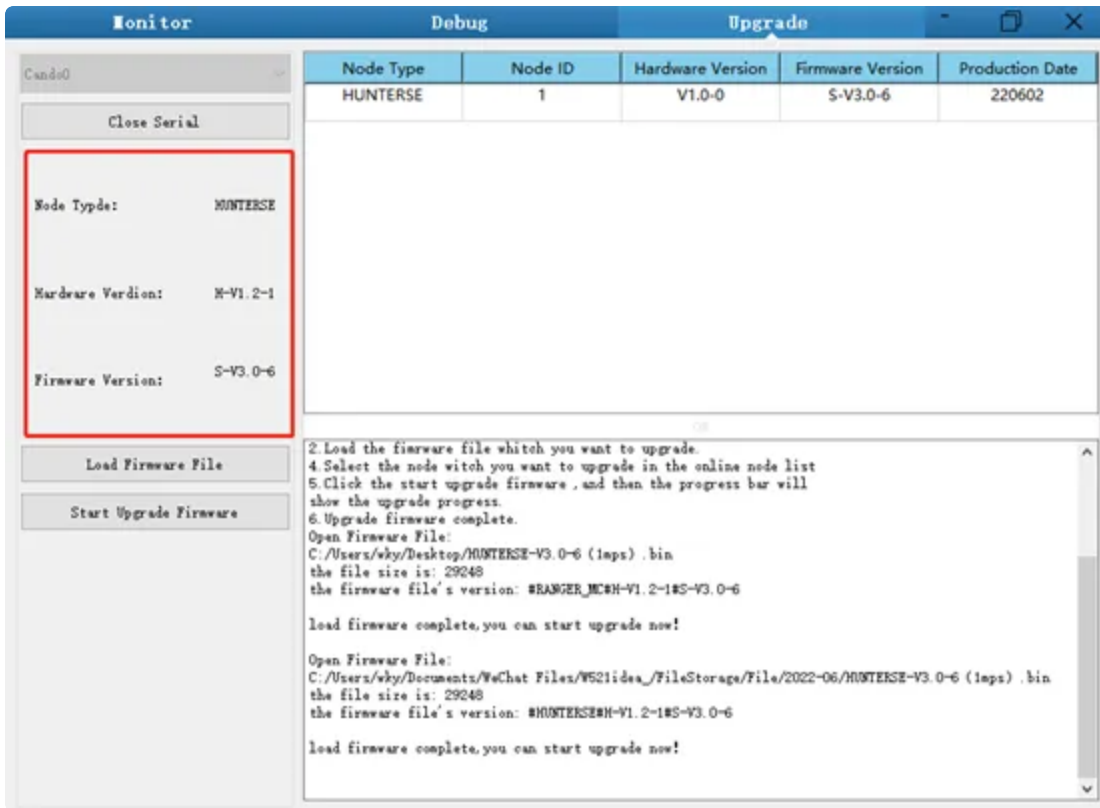 Monitor Debug Upgrade
Cando0
Close Serial
Node Typde: HUNTERSE
Hardware Verdion: H-V1.2-1
Firmware Version: S-V3.0-6
Load Firmware File
Start Upgrade Firmware
Node Type Node ID Hardware Version Firmware Version Production Date
HUNTERSE 1 V1.0-0 S-V3.0-6 220602
2.Load the fimrware file whitch you want to upgrade.
4.Select the node witch you want to upgrade in the online node list
5.Click the start upgrade firmware ,and then the progress bar will
show the upgrade progress.
6.Upgrade firmware complete.
Open Firmware File:
C:/Users/wky/Desktop/HUNTERSE-V3.0-6 (1mps) .bin
the file size is: 29248
the firmware file's version: #RANGER_MC#H-V1.2-1#S-V3.0-6
load firmware complete,you can start upgrade now!
Open Firmware File:
C:/Users/wky/Documents/WeChat Files/W521idea_/FileStorage/File/2022-06/HUNTERSE-V3.0-6 (1mps) .bin
the file size is: 29248
the firmware file's version: #HUNTERSE#H-V1.2-1#S-V3.0-6
load firmware complete,you can start upgrade now!